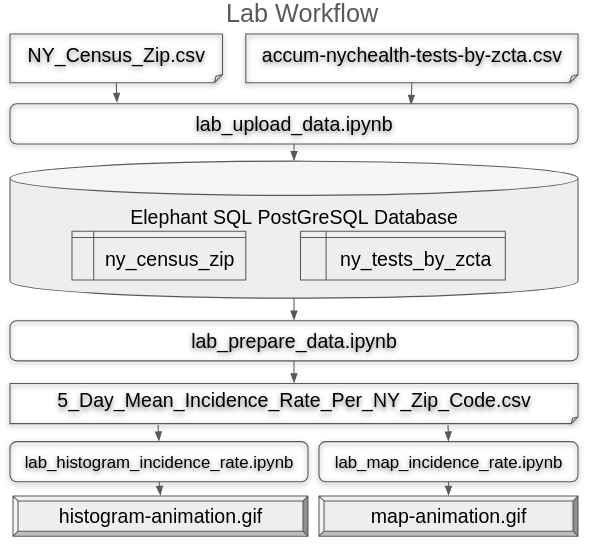 Lab Workflow
NY_Census_Zip.csv
accum-nychealth-tests-by-zcta.csv
lab_upload_data.ipynb
Elephant SQL PostGreSQL Database
ny_census_zip
ny_tests_by_zcta
lab_prepare_data.ipynb
5_Day_Mean_Incidence_Rate_Per_NY_Zip_Code.csv
lab_histogram_incidence_rate.ipynb
lab_map_incidence_rate.ipynb
histogram-animation.gif
map-animation.gif